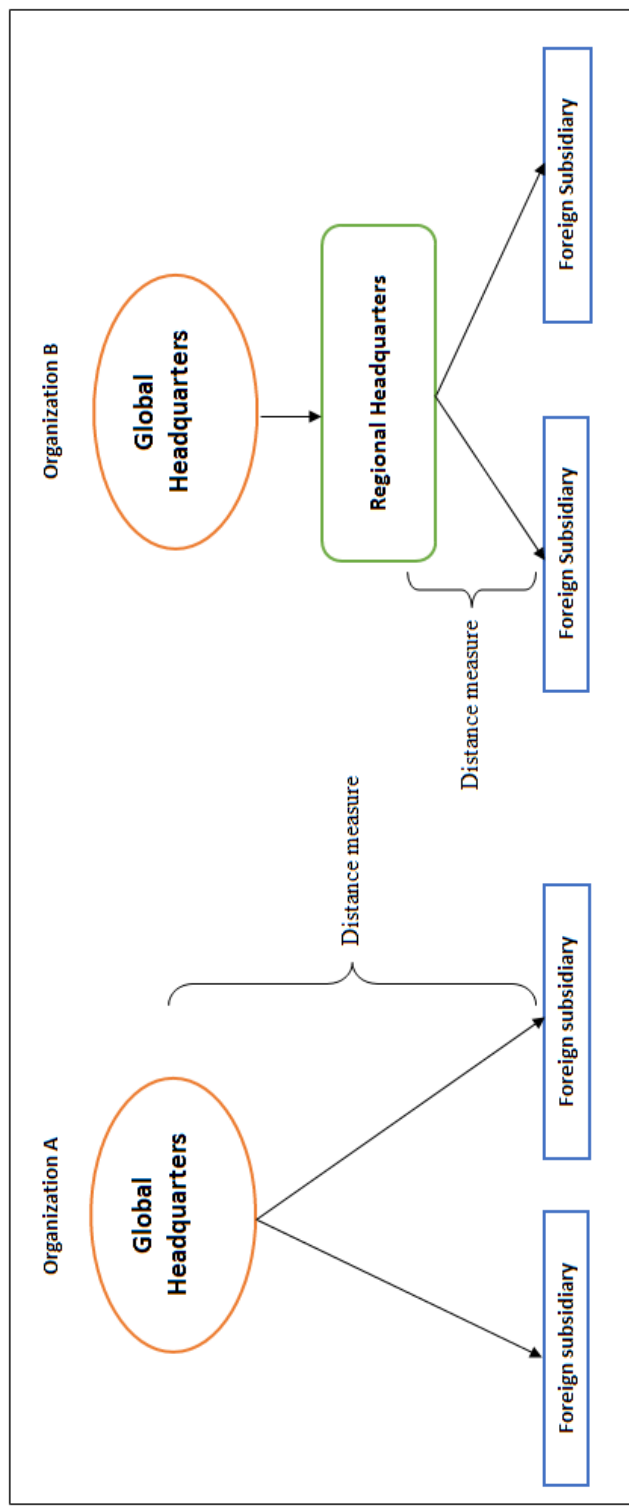 Organization A
Global
Headquarters
Distance measure
Foreign subsidiary
Foreign subsidiary
Organization B
Global
Headquarters
Regional Headquarters
Distance measure
Foreign Subsidiary
Foreign Subsidiary